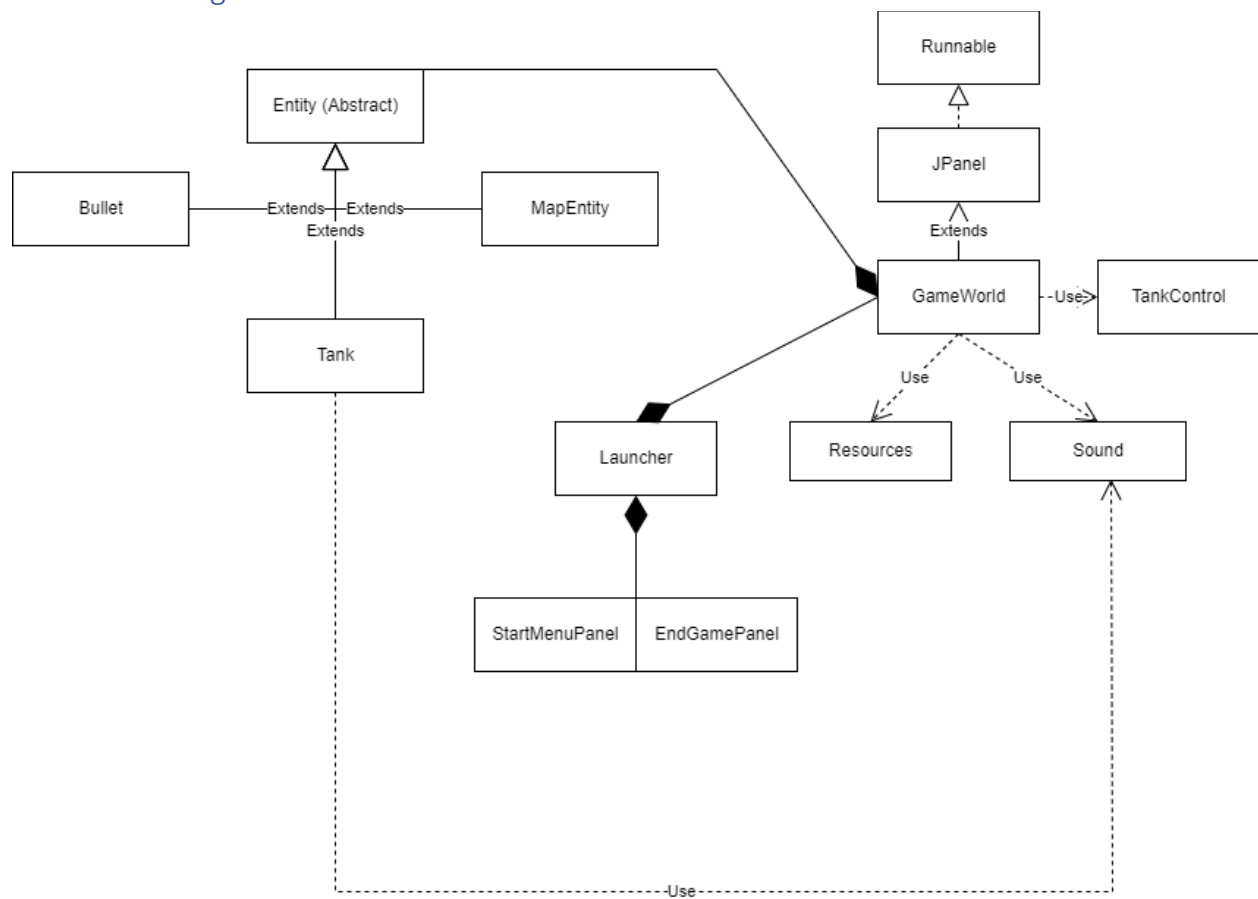 Runnable
Entity (Abstract)
JPanel
Bullet
Extends
Extends
MapEntity
Extends
Extends
GameWorld
Use
TankControl
Tank
Use
Use
Launcher
Resources
Sound
StartMenuPanel
EndGamePanel
Use